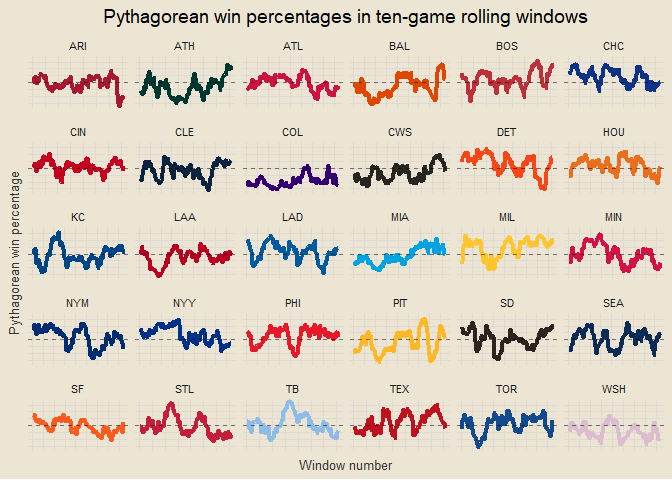 Pythagorean win percentages in ten-game rolling windows
ARI ATH ATL BAL BOS CHC
CIN CLE COL CWS DET HOU
KC LAA LAD MIA MIL MIN
NYM NYY PHI PIT SD SEA
SF STL TB TEX TOR WSH
Pythagorean win percentage
Window number